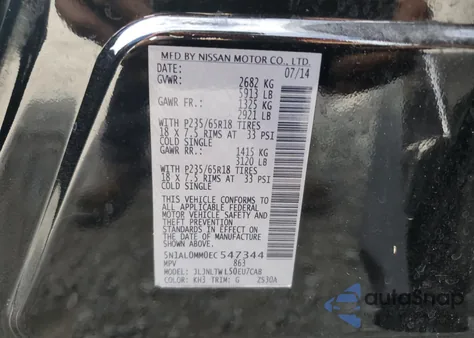 MFD BY NISSAN MOTOR CO., LTD.
DATE: 07/14
GVWR: 2682 KG
5913 LB
GAWR FR.: 1325 KG
2921 LB
WITH P235/65R18 TIRES
18 X 7.5 RIMS AT 33 PSI
COLD SINGLE
GAWR RR.: 1415 KG
3120 LB
WITH P235/65R18 TIRES
18 X 7.5 RIMS AT 33 PSI
COLD SINGLE
THIS VEHICLE CONFORMS
TO ALL APPLICABLE FEDERAL
MOTOR VEHICLE SAFETY
STANDARDS IN EFFECT ON
THE DATE OF MANUFACTURE
SHOWN ABOVE.
5N1AL0MM0EC547344
MPV 863
MODEL: JLJNLTWL50EU7CAB
COLOR: KH3 TRIM: G ZS30A
autoSnap